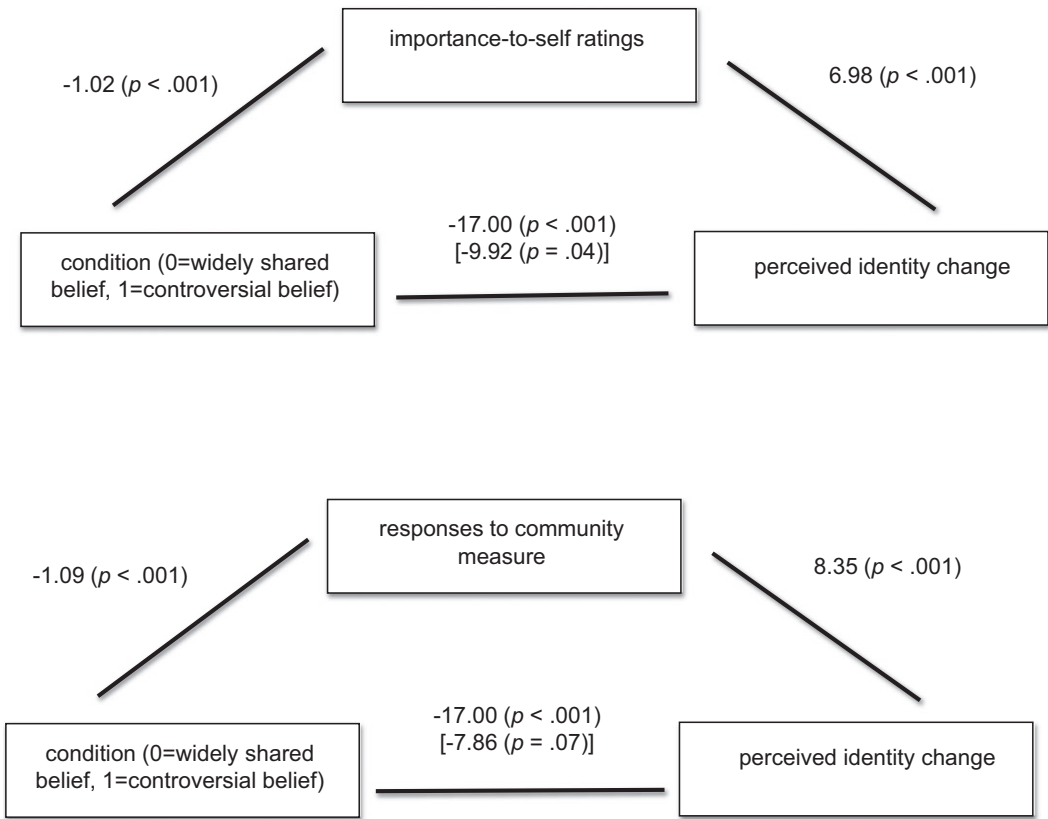 importance-to-self ratings
-1.02 (p < .001)
6.98 (p < .001)
-17.00 (p < .001)
[-9.92 (p = .04)]
condition (0=widely shared
belief, 1=controversial belief)
perceived identity change
responses to community
measure
-1.09 (p < .001)
8.35 (p < .001)
-17.00 (p < .001)
[-7.86 (p = .07)]
condition (0=widely shared
belief, 1=controversial belief)
perceived identity change